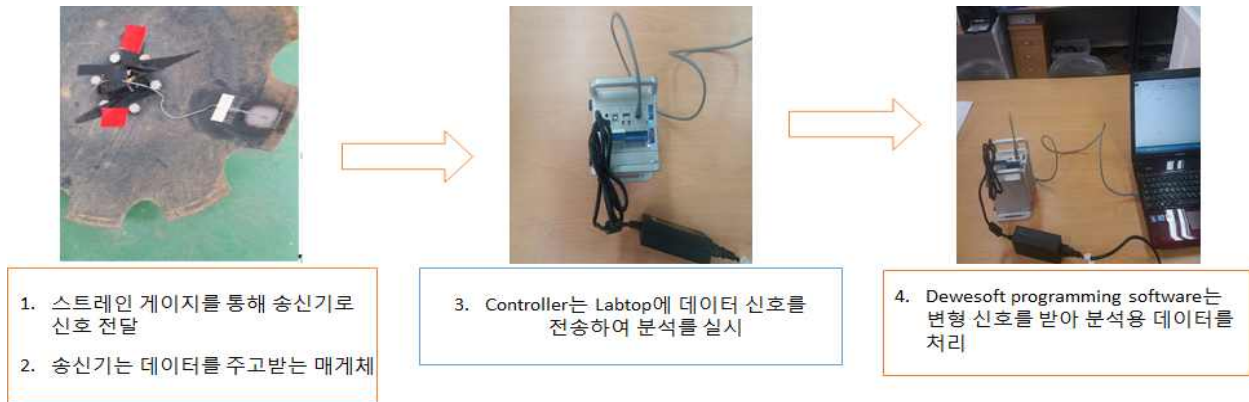 1. 스트레인 게이지를 통해 송신기로
신호 전달
2. 송신기는 데이터를 주고받는 매게체
3. Controller는 Labtop에 데이터 신호를
전송하여 분석를 실시
4. Dewesoft programming software는
변형 신호를 받아 분석용 데이터를
처리